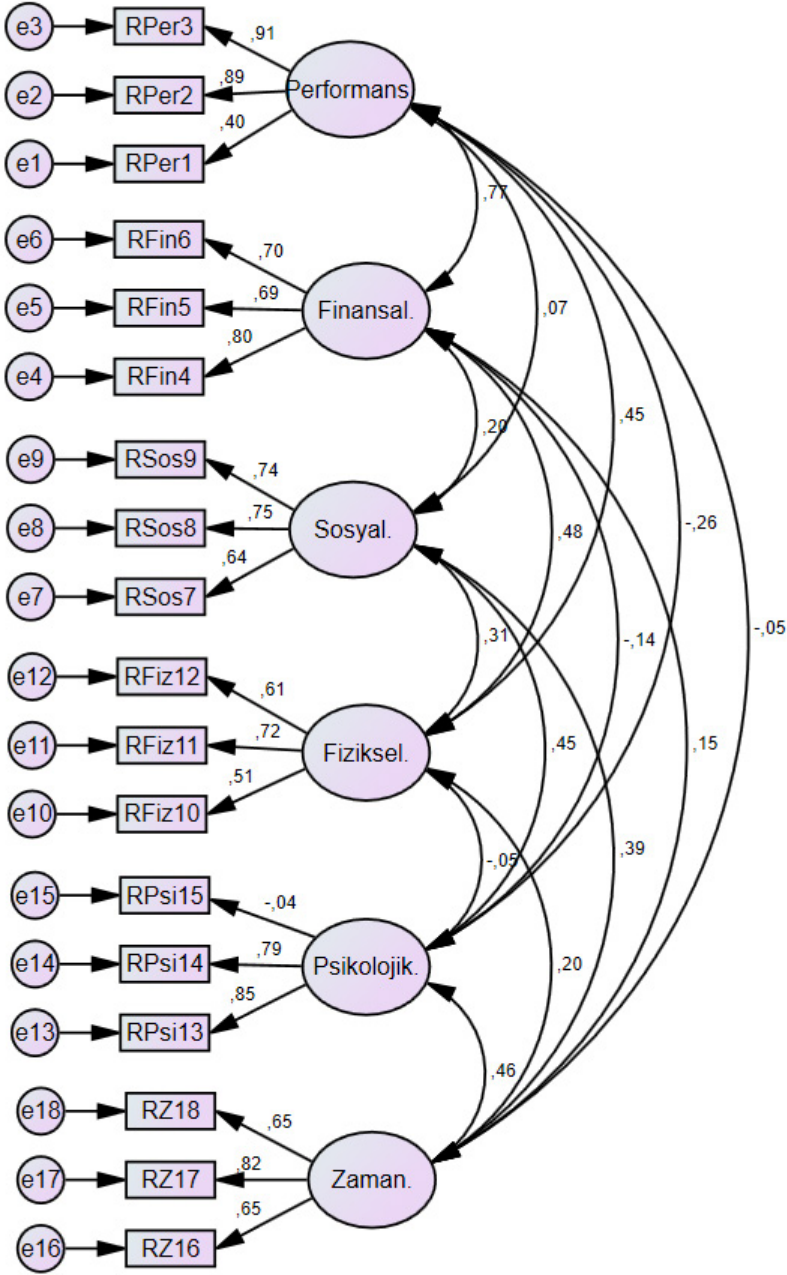 e3 RPer3 ,91
e2 RPer2 ,89 Performans
e1 RPer1 ,40
,77
e6 RFin6 ,70
e5 RFin5 ,69 Finansal. ,07
e4 RFin4 ,80
,20 ,45
e9 RSos9 ,74
e8 RSos8 ,75 Sosyal. ,48 -,26
e7 RSos7 ,64
,31 -,14 -,05
e12 RFiz12 ,61
e11 RFiz11 ,72 Fiziksel. ,45 ,15
e10 RFiz10 ,51
-,05 ,39
e15 RPsi15 -,04
e14 RPsi14 ,79 Psikolojik. ,20
e13 RPsi13 ,85
,46
e18 RZ18 ,65
e17 RZ17 ,82 Zaman.
e16 RZ16 ,65